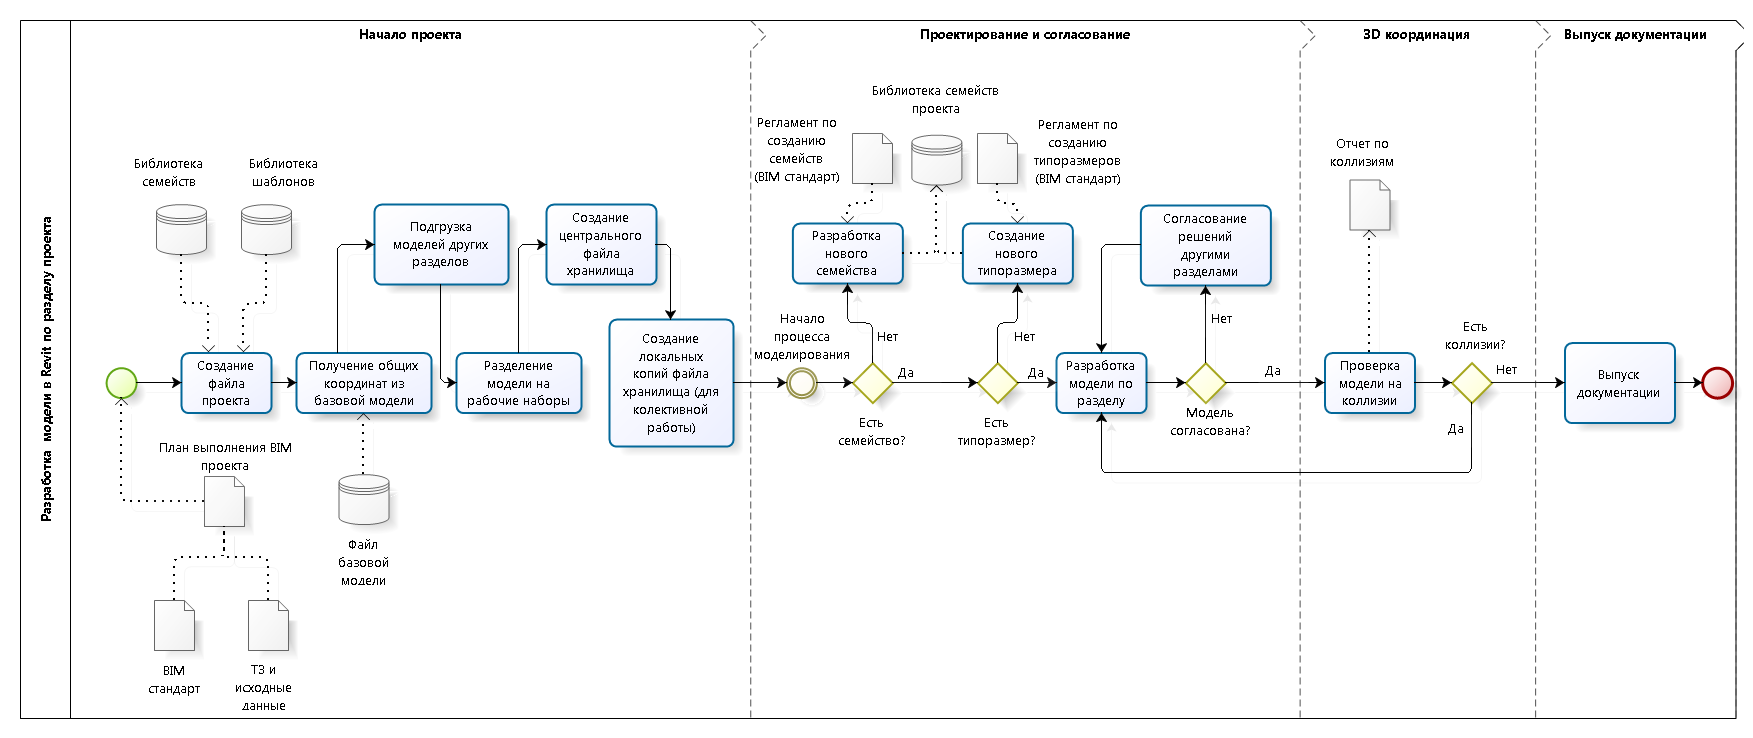 Начало проекта
Проектирование и согласование
3D координация
Выпуск документации
Разработка модели в Revit по разделу проекта
Библиотека
семейств
Библиотека
шаблонов
Создание
файла
проекта
Получение общих
координат из
базовой модели
Подгрузка
моделей других
разделов
Разделение
модели на
рабочие наборы
Создание
центрального
файла
хранилища
Создание
локальных
копий файла
хранилища (для
колективной
работы)
План выполнения BIM
проекта
Файл
базовой
модели
BIM
стандарт
ТЗ и
исходные
данные
Библиотека семейств
проекта
Регламент по
созданию
семейств
(BIM стандарт)
Регламент по
созданию
типоразмеров
(BIM стандарт)
Разработка
нового
семейства
Создание
нового
типоразмера
Согласование
решений
другими
разделами
Начало
процесса
моделирования
Нет
Да
Есть
семейство?
Нет
Да
Есть
типоразмер?
Разработка
модели по
разделу
Нет
Да
Модель
согласована?
Отчет по
коллизиям
Проверка
модели на
коллизии
Есть
коллизии?
Нет
Да
Выпуск
документации